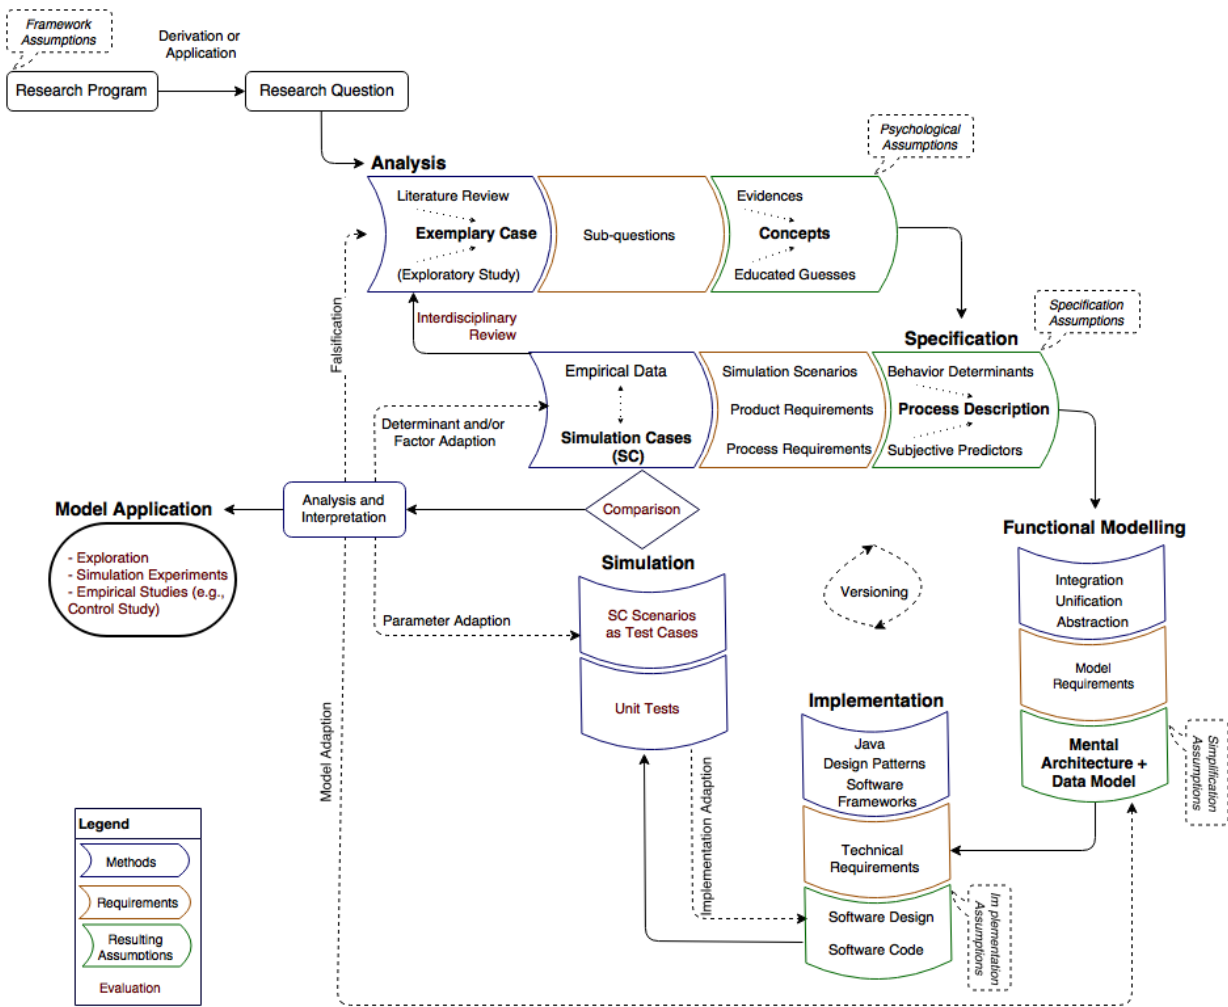 Framework
Assumptions
Derivation or
Application
Research Program
Research Question
Psychological
Assumptions
Analysis
Literature Review
Exemplary Case
(Exploratory Study)
Sub-questions
Evidences
Concepts
Educated Guesses
Interdisciplinary
Review
Falsification
Specification
Assumptions
Specification
Empirical Data
Simulation Cases
(SC)
Simulation Scenarios
Product Requirements
Process Requirements
Behavior Determinants
Process Description
Subjective Predictors
Determinant and/or
Factor Adaption
Model Application
- Exploration
- Simulation Experiments
- Empirical Studies (e.g.,
Control Study)
Analysis and
Interpretation
Comparison
Functional Modelling
Integration
Unification
Abstraction
Model
Requirements
Mental
Architecture +
Data Model
Simplification
Assumptions
Simulation
SC Scenarios
as Test Cases
Unit Tests
Versioning
Parameter Adaption
Model Adaption
Implementation Adaption
Implementation
Java
Design Patterns
Software
Frameworks
Technical
Requirements
Software Design
Software Code
Im plementation
Assumptions
Legend
Methods
Requirements
Resulting
Assumptions
Evaluation